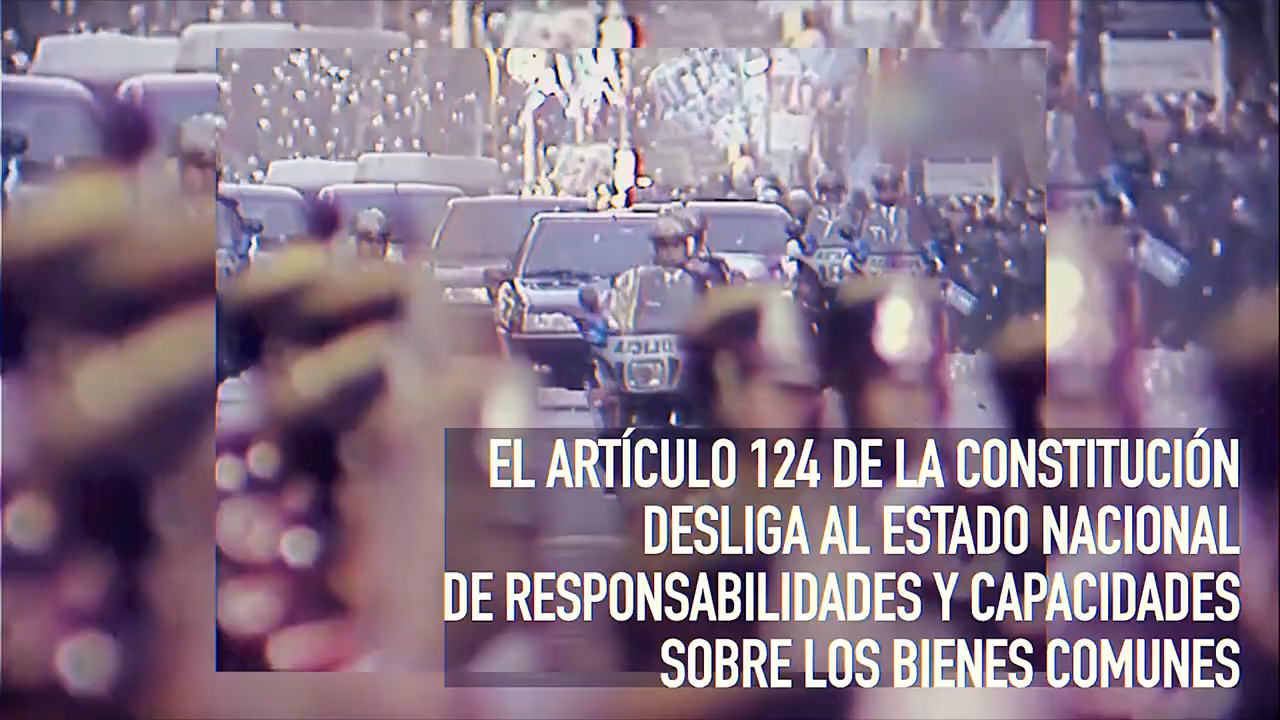 EL ARTÍCULO 124 DE LA CONSTITUCIÓN
DESLIGA AL ESTADO NACIONAL
DE RESPONSABILIDADES Y CAPACIDADES
SOBRE LOS BIENES COMUNES